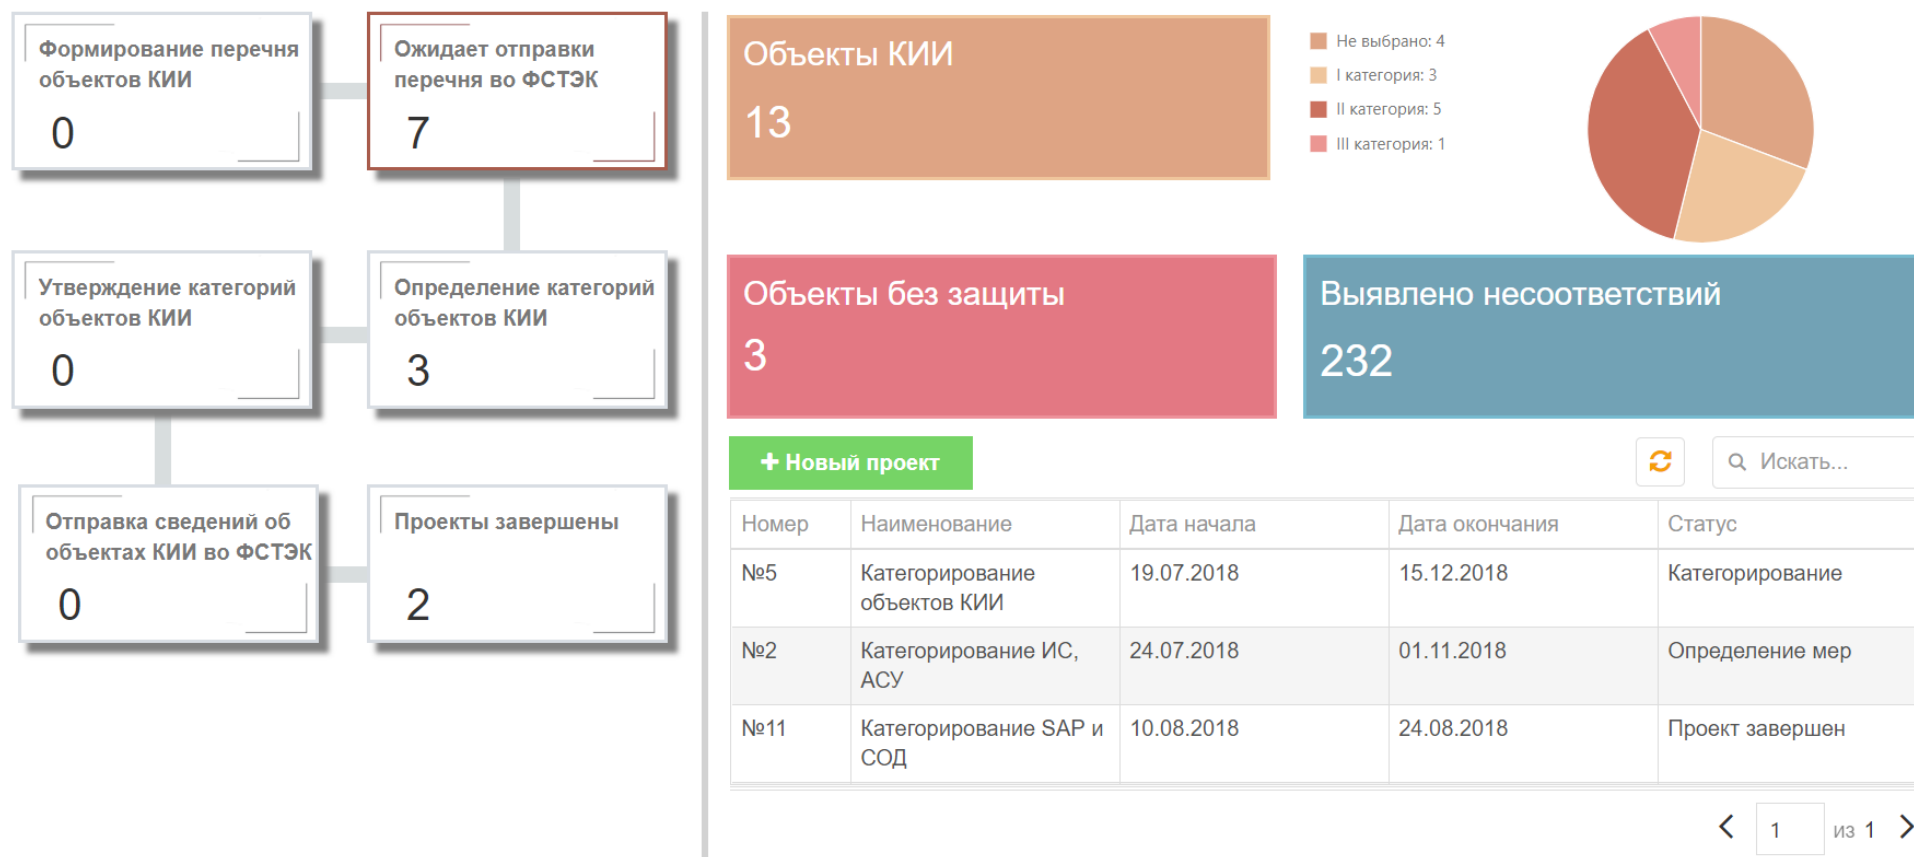 Формирование перечня
объектов КИИ
0
Ожидает отправки
перечня во ФСТЭК
7
Утверждение категорий
объектов КИИ
0
Определение категорий
объектов КИИ
3
Отправка сведений об
объектах КИИ во ФСТЭК
0
Проекты завершены
2
Объекты КИИ
13
Не выбрано: 4
I категория: 3
II категория: 5
III категория: 1
Объекты без защиты
3
Выявлено несоответствий
232
+ Новый проект
Искать...
Номер Наименование Дата начала Дата окончания Статус
№5 Категорирование 19.07.2018 15.12.2018 Категорирование
объектов КИИ
№2 Категорирование ИС, 24.07.2018 01.11.2018 Определение мер
АСУ
№11 Категорирование SAP и 10.08.2018 24.08.2018 Проект завершен
СОД
1 из 1